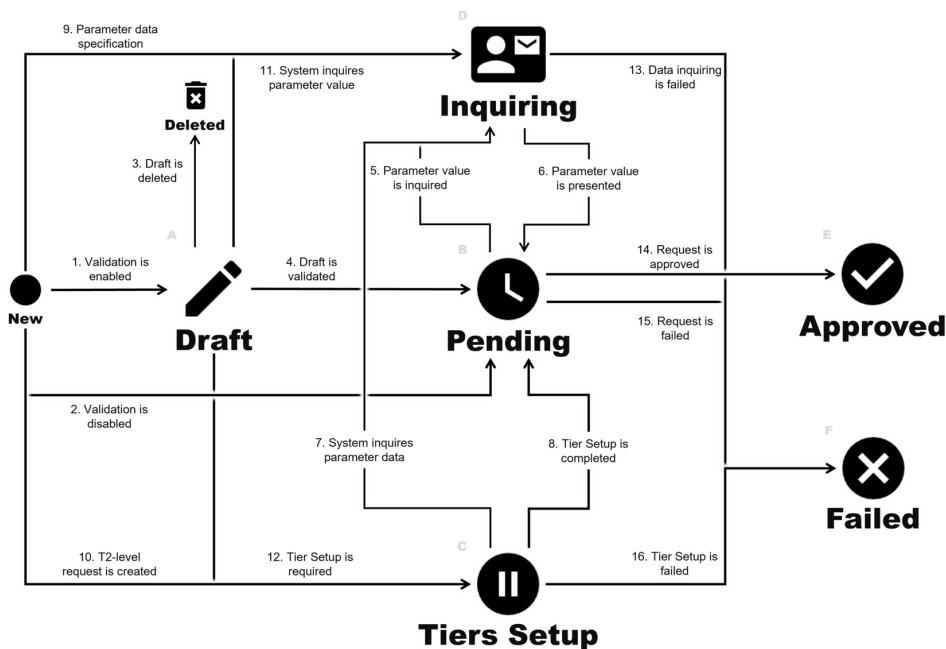 9. Parameter data
specification
D
11. System inquires
parameter value
13. Data inquiring
is failed
Inquiring
Deleted
3. Draft is
deleted
5. Parameter value
is inquired
6. Parameter value
is presented
A
B
E
1. Validation is
enabled
4. Draft is
validated
14. Request is
approved
New
Draft
Pending
15. Request is
failed
Approved
2. Validation is
disabled
7. System inquires
parameter data
8. Tier Setup is
completed
F
Failed
C
10. T2-level
request is created
12. Tier Setup is
required
16. Tier Setup is
failed
Tiers Setup